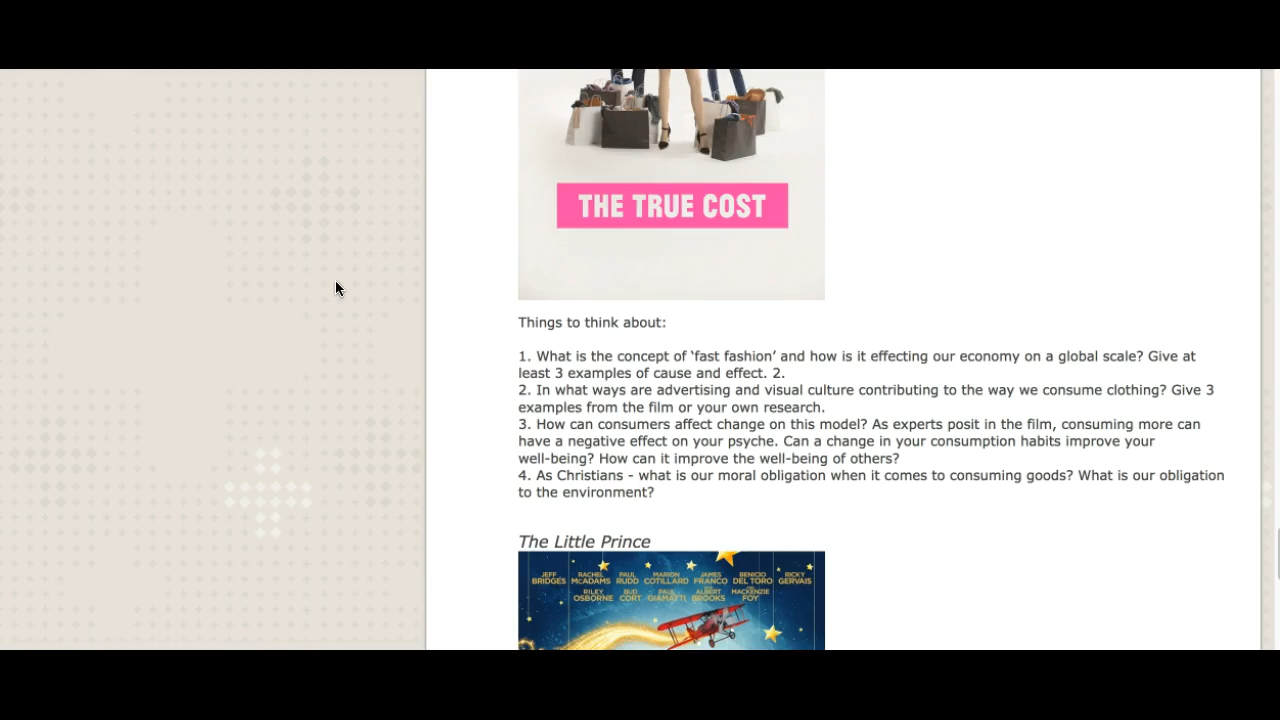 THE TRUE COST
Things to think about:
1. What is the concept of ‘fast fashion’ and how is it effecting our economy on a global scale? Give at
least 3 examples of cause and effect. 2.
2. In what ways are advertising and visual culture contributing to the way we consume clothing? Give 3
examples from the film or your own research.
3. How can consumers affect change on this model? As experts posit in the film, consuming more can
have a negative effect on your psyche. Can a change in your consumption habits improve your
well-being? How can it improve the well-being of others?
4. As Christians - what is our moral obligation when it comes to consuming goods? What is our obligation
to the environment?
The Little Prince
JEFF BRIDGES RACHEL McADAMS PAUL RUDD MARION COTILLARD JAMES FRANCO BENICIO DEL TORO RICKY GERVAIS
RILEY OSBORNE BUD CORT PAUL GIAMATTI ALBERT BROOKS MACKENZIE FOY